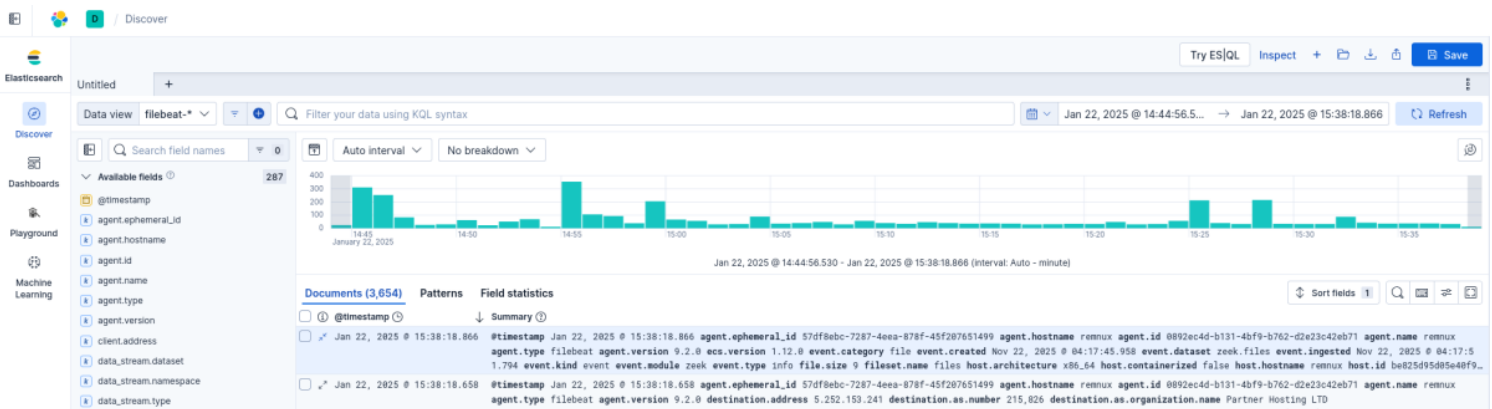 D / Discover
Elasticsearch
Discover
Dashboards
Playground
Machine
Learning
Try ES|QL Inspect Save
Untitled
Data view filebeat-* Filter your data using KQL syntax Jan 22, 2025 @ 14:44:56.5... → Jan 22, 2025 @ 15:38:18.866 Refresh
Search field names 0
Available fields 287
@timestamp
agent.ephemeral_id
agent.hostname
agent.id
agent.name
agent.type
agent.version
client.address
data_stream.dataset
data_stream.namespace
data_stream.type
Auto interval No breakdown
400
300
200
100
0
14:45 14:50 14:55 15:00 15:05 15:10 15:15 15:20 15:25 15:30 15:35
January 22, 2025
Jan 22, 2025 @ 14:44:56.530 - Jan 22, 2025 @ 15:38:18.866 (interval: Auto - minute)
Documents (3,654) Patterns Field statistics Sort fields 1
@timestamp Summary
Jan 22, 2025 @ 15:38:18.866 @timestamp Jan 22, 2025 @ 15:38:18.866 agent.ephemeral_id 57df8ebc-7287-4eea-878f-45f207651499 agent.hostname remnux agent.id 0892ec4d-b131-4bf9-b762-d2e23c42eb71 agent.name remnux
agent.type filebeat agent.version 9.2.0 ecs.version 1.12.0 event.category file event.created Nov 22, 2025 @ 04:17:45.958 event.dataset zeek.files event.ingested Nov 22, 2025 @ 04:17:5
1.794 event.kind event event.module zeek event.type info file.size 9 fileset.name files host.architecture x86_64 host.containerized false host.hostname remnux host.id be825d95d05e40f9...
Jan 22, 2025 @ 15:38:18.658 @timestamp Jan 22, 2025 @ 15:38:18.658 agent.ephemeral_id 57df8ebc-7287-4eea-878f-45f207651499 agent.hostname remnux agent.id 0892ec4d-b131-4bf9-b762-d2e23c42eb71 agent.name remnux
agent.type filebeat agent.version 9.2.0 destination.address 5.252.153.241 destination.as.number 215,826 destination.as.organization.name Partner Hosting LTD